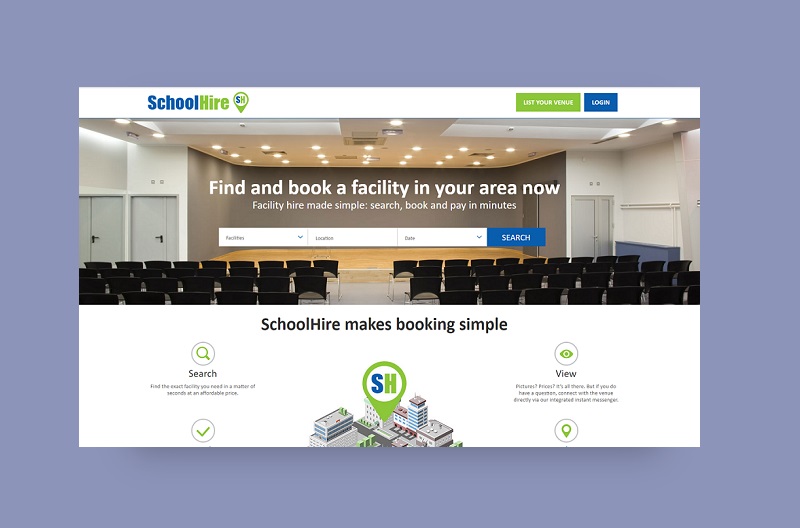 SchoolHire SH
LIST YOUR VENUE
LOGIN
Find and book a facility in your area now
Facility hire made simple: search, book and pay in minutes
Facilities
Location
Date
SEARCH
SchoolHire makes booking simple
Search
Find the exact facility you need in a matter of
seconds at an affordable price.
SH
View
Pictures? Prices? It's all there. But if you do
have a question, connect with the venue
directly via our integrated instant messenger.